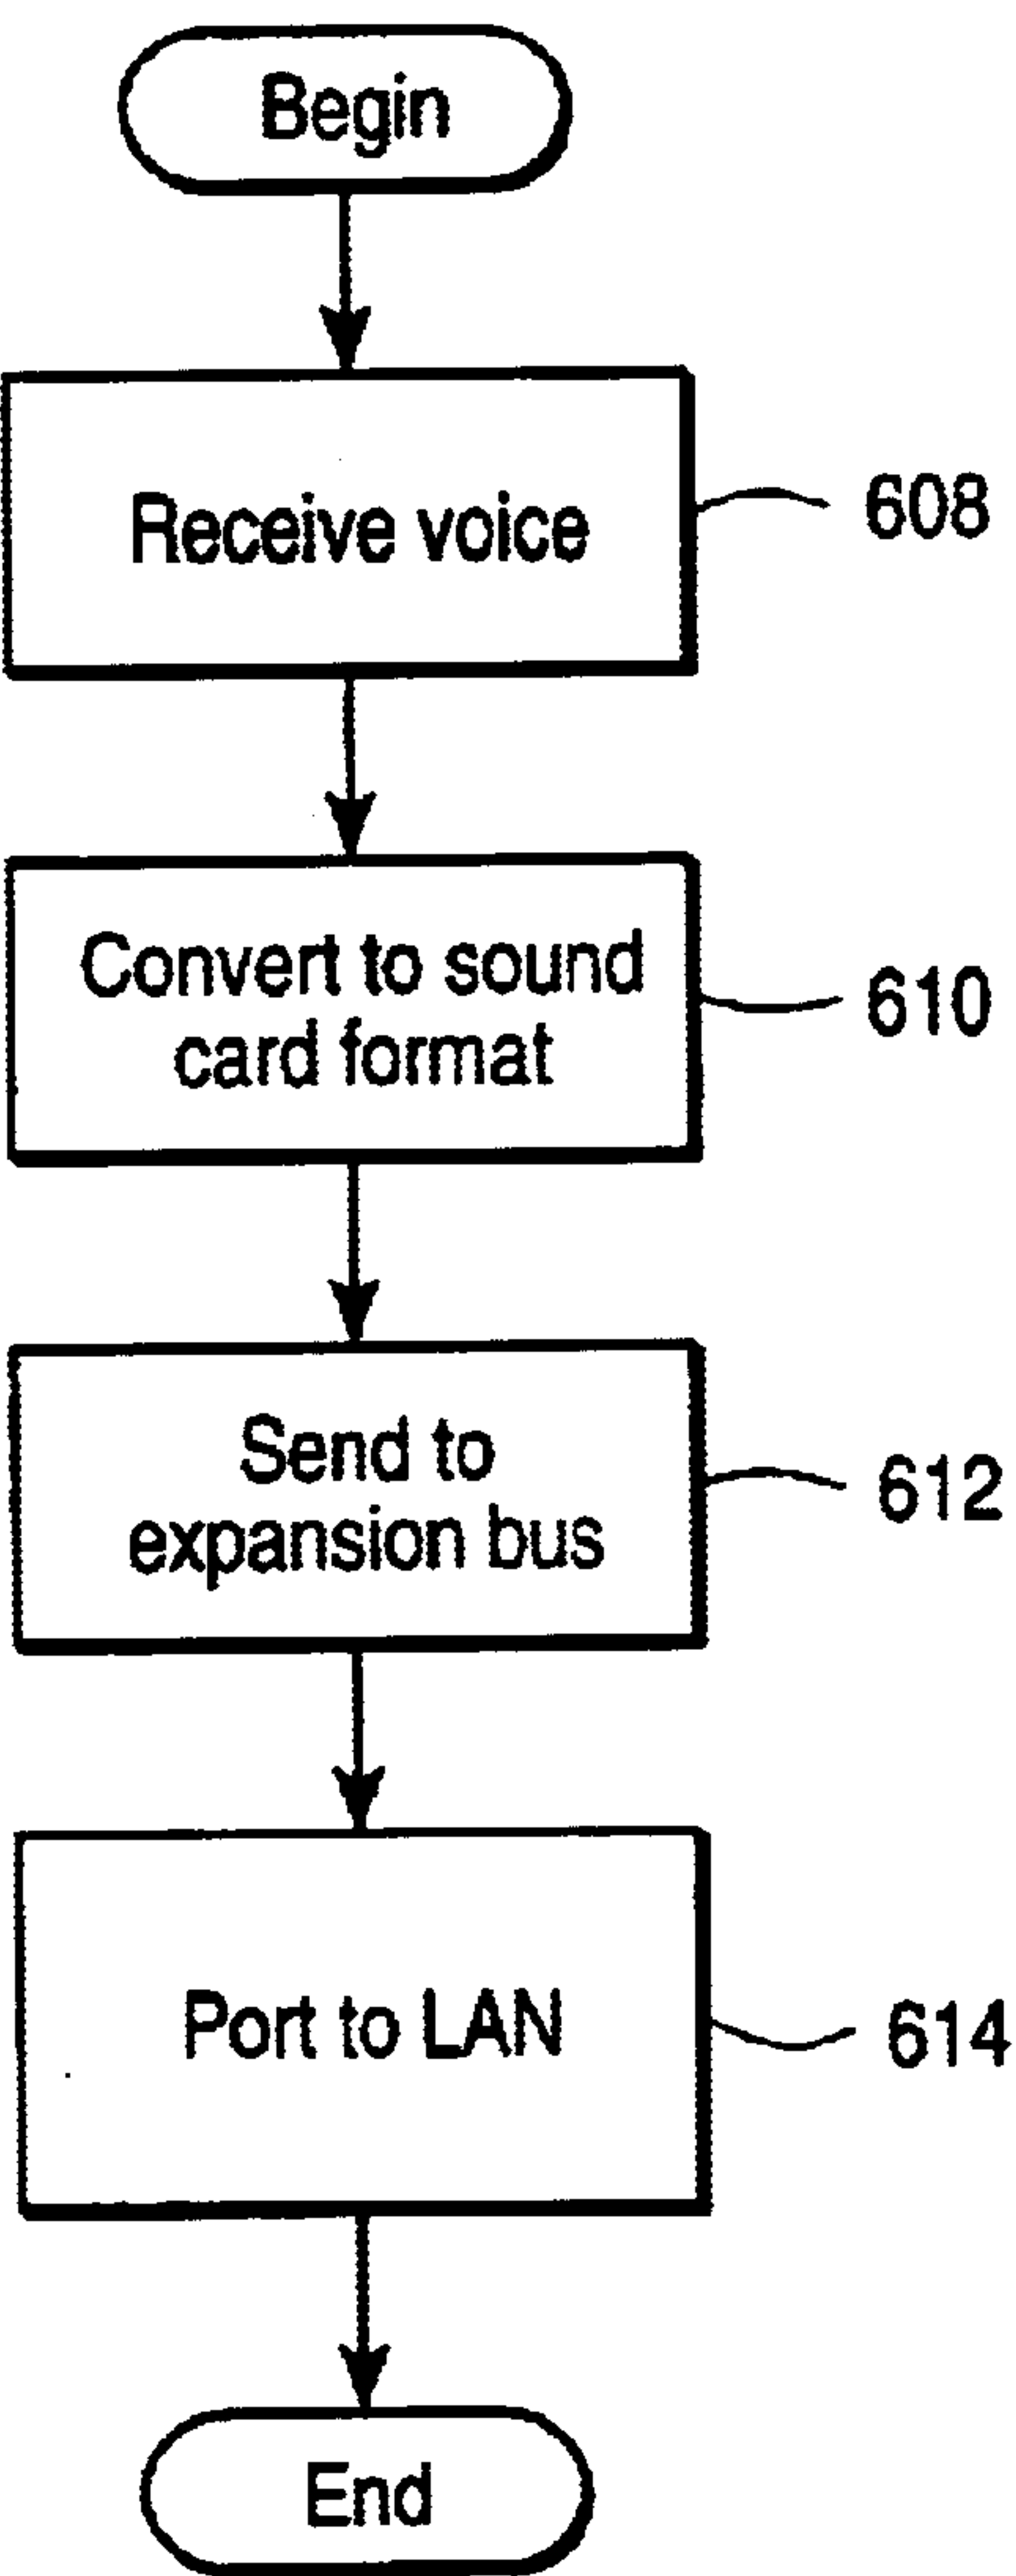 Begin
Receive voice
608
Convert to sound
card format
610
Send to
expansion bus
612
Port to LAN
614
End